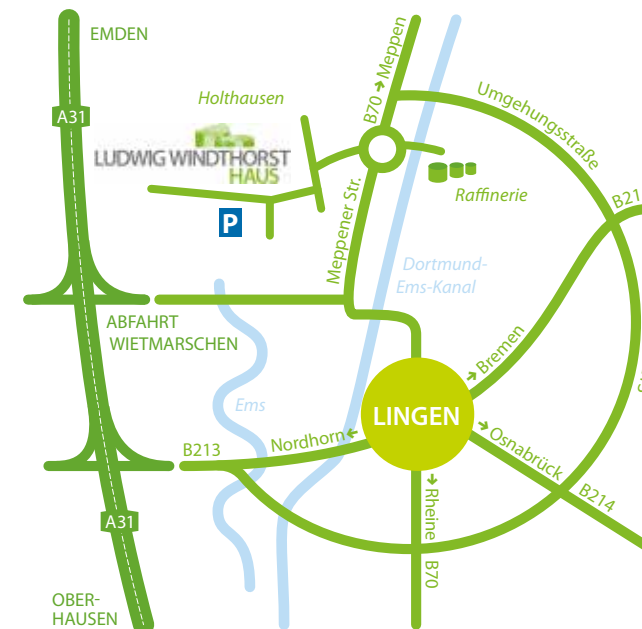 EMDEN
A31
Holthausen
LUDWIG WINDTHORST
HAUS
P
B70 → Meppen
Umgehungsstraße
Raffinerie
B21
Meppener Str.
Dortmund-
Ems-Kanal
ABFAHRT
WIETMARSCHEN
Ems
→ Bremen
LINGEN
B213
Nordhorn ←
→ Osnabrück
B214
→ Rheine
B70
A31
OBER-
HAUSEN